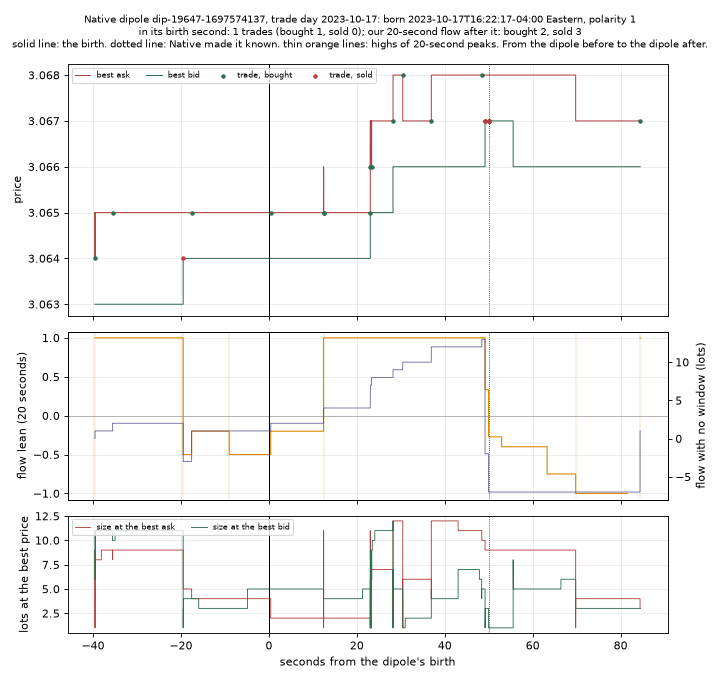 Native dipole dip-19647-1697574137, trade day 2023-10-17: born 2023-10-17T16:22:17-04:00 Eastern, polarity 1
in its birth second: 1 trades (bought 1, sold 0); our 20-second flow after it: bought 2, sold 3
solid line: the birth. dotted line: Native made it known. thin orange lines: highs of 20-second peaks. From the dipole before to the dipole after.
best ask
best bid
trade, bought
trade, sold
3.068
3.067
3.066
3.065
3.064
3.063
price
1.0
0.5
0.0
−0.5
−1.0
flow lean (20 seconds)
10
5
0
−5
flow with no window (lots)
size at the best ask
size at the best bid
12.5
10.0
7.5
5.0
2.5
lots at the best price
−40
−20
0
20
40
60
80
seconds from the dipole's birth